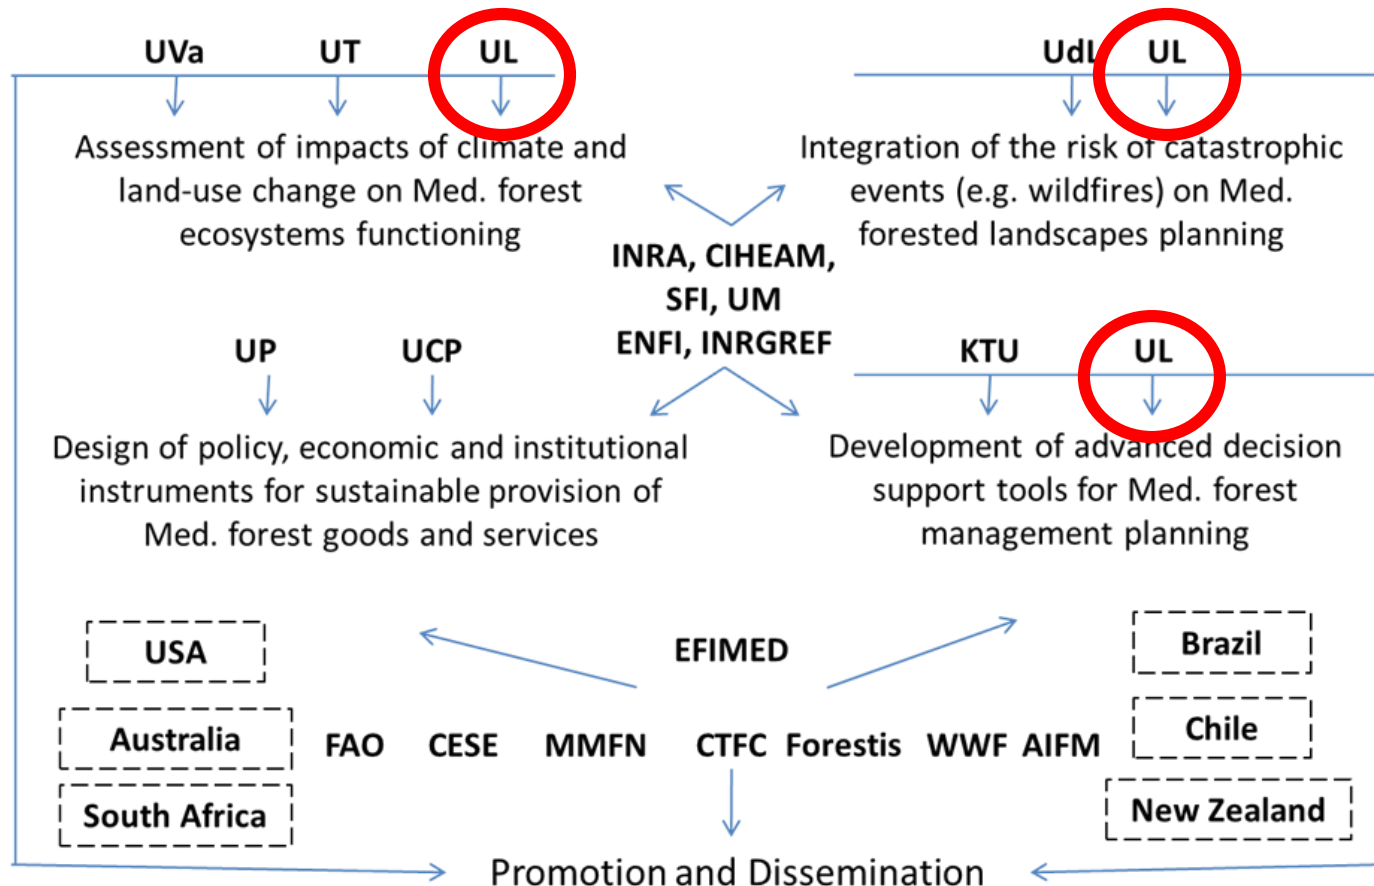 UVa UT UL
Assessment of impacts of climate and
land-use change on Med. forest
ecosystems functioning
UdL UL
Integration of the risk of catastrophic
events (e.g. wildfires) on Med.
forested landscapes planning
INRA, CIHEAM,
SFI, UM
ENFI, INRGREF
UP UCP
Design of policy, economic and institutional
instruments for sustainable provision of
Med. forest goods and services
KTU UL
Development of advanced decision
support tools for Med. forest
management planning
EFIMED
USA
Australia
South Africa
FAO CESE MMFN CTFC Forestis WWF AIFM
Brazil
Chile
New Zealand
Promotion and Dissemination